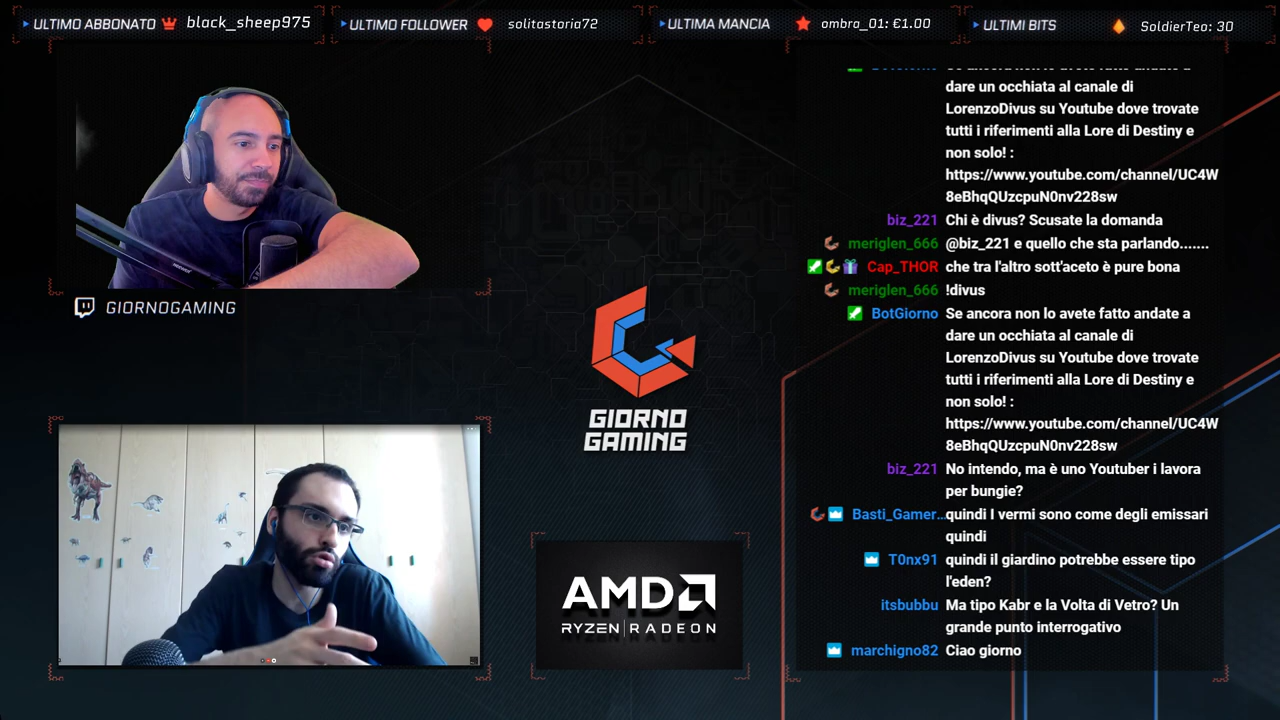 ULTIMO ABBONATO black_sheep975
ULTIMO FOLLOWER solitastoria72
ULTIMA MANCIA ombra_01: €1.00
ULTIMI BITS SoldierTea: 30
GIORNOGAMING
GIORNO
GAMING
AMD
RYZEN | RADEON
dare un occhiata al canale di
LorenzoDivus su Youtube dove trovate
tutti i riferimenti alla Lore di Destiny e
non solo! :
https://www.youtube.com/channel/UC4W
8eBhqQUzcpuN0nv228sw
biz_221 Chi è divus? Scusate la domanda
meriglen_666 @biz_221 e quello che sta parlando.......
Cap_THOR che tra l'altro sott'aceto è pure bona
meriglen_666 !divus
BotGiorno Se ancora non lo avete fatto andate a
dare un occhiata al canale di
LorenzoDivus su Youtube dove trovate
tutti i riferimenti alla Lore di Destiny e
non solo! :
https://www.youtube.com/channel/UC4W
8eBhqQUzcpuN0nv228sw
biz_221 No intendo, ma è uno Youtuber i lavora
per bungie?
Basti_Gamer... quindi I vermi sono come degli emissari
quindi
T0nx91 quindi il giardino potrebbe essere tipo
l'eden?
itsbubbu Ma tipo Kabr e la Volta di Vetro? Un
grande punto interrogativo
marchigno82 Ciao giorno